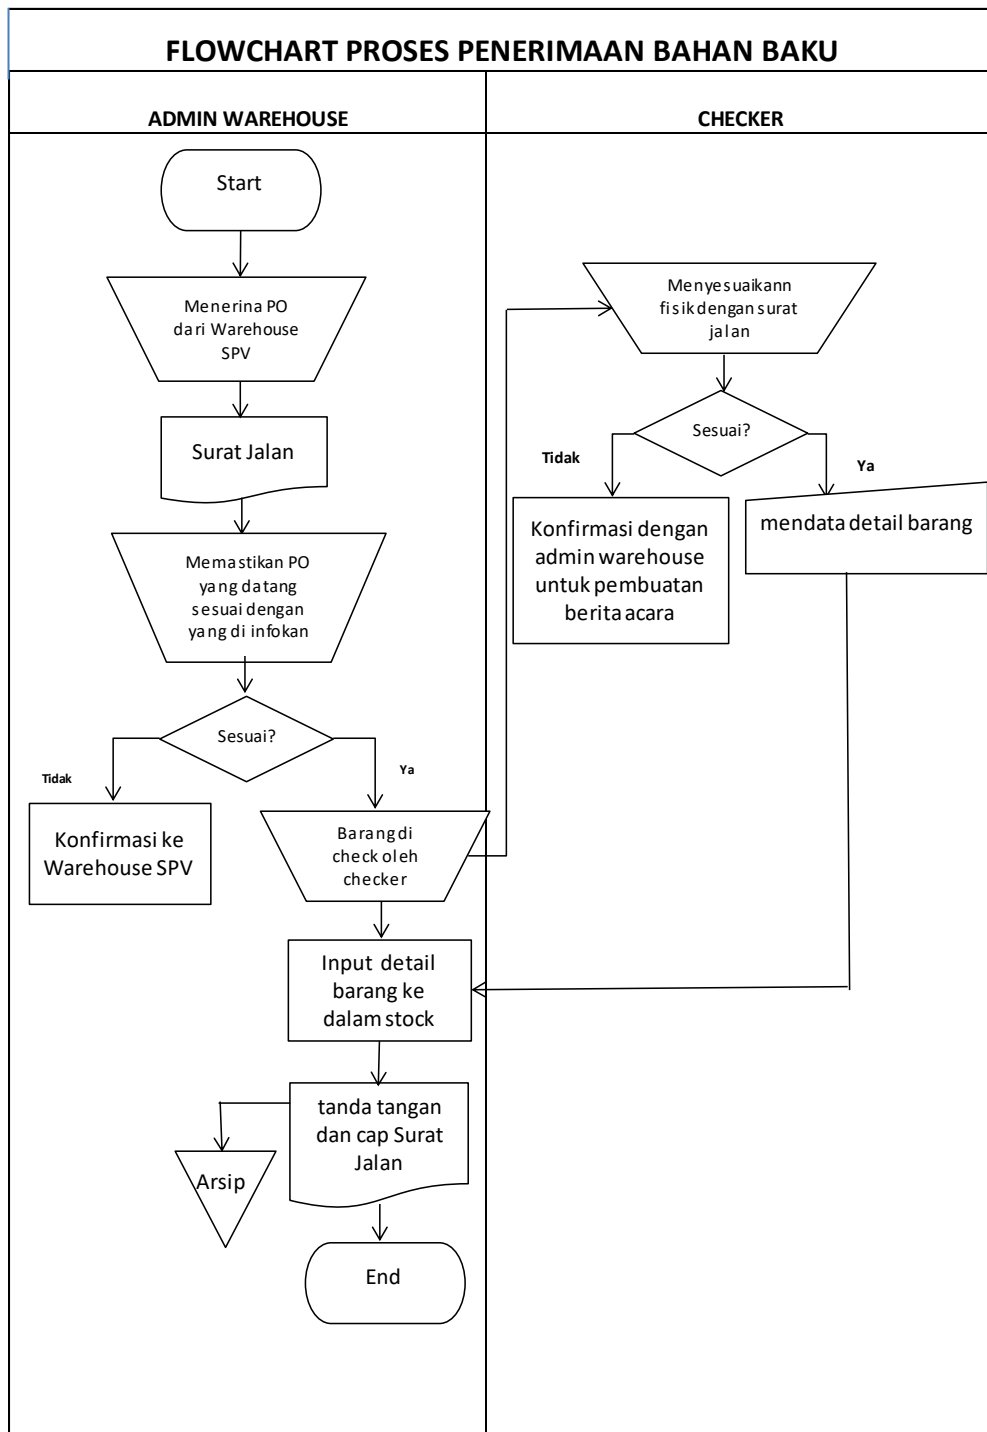 FLOWCHART PROSES PENERIMAAN BAHAN BAKU
ADMIN WAREHOUSE
CHECKER
Start
Menerina PO
dari Warehouse
SPV
Surat Jalan
Memastikan PO
yang datang
sesuai dengan
yang di infokan
Sesuai?
Tidak
Ya
Konfirmasi ke
Warehouse SPV
Barang di
check oleh
checker
Input detail
barang ke
dalam stock
tanda tangan
dan cap Surat
Jalan
Arsip
End
Menyesuaikann
fisik dengan surat
jalan
Sesuai?
Tidak
Ya
Konfirmasi dengan
admin warehouse
untuk pembuatan
berita acara
mendata detail barang